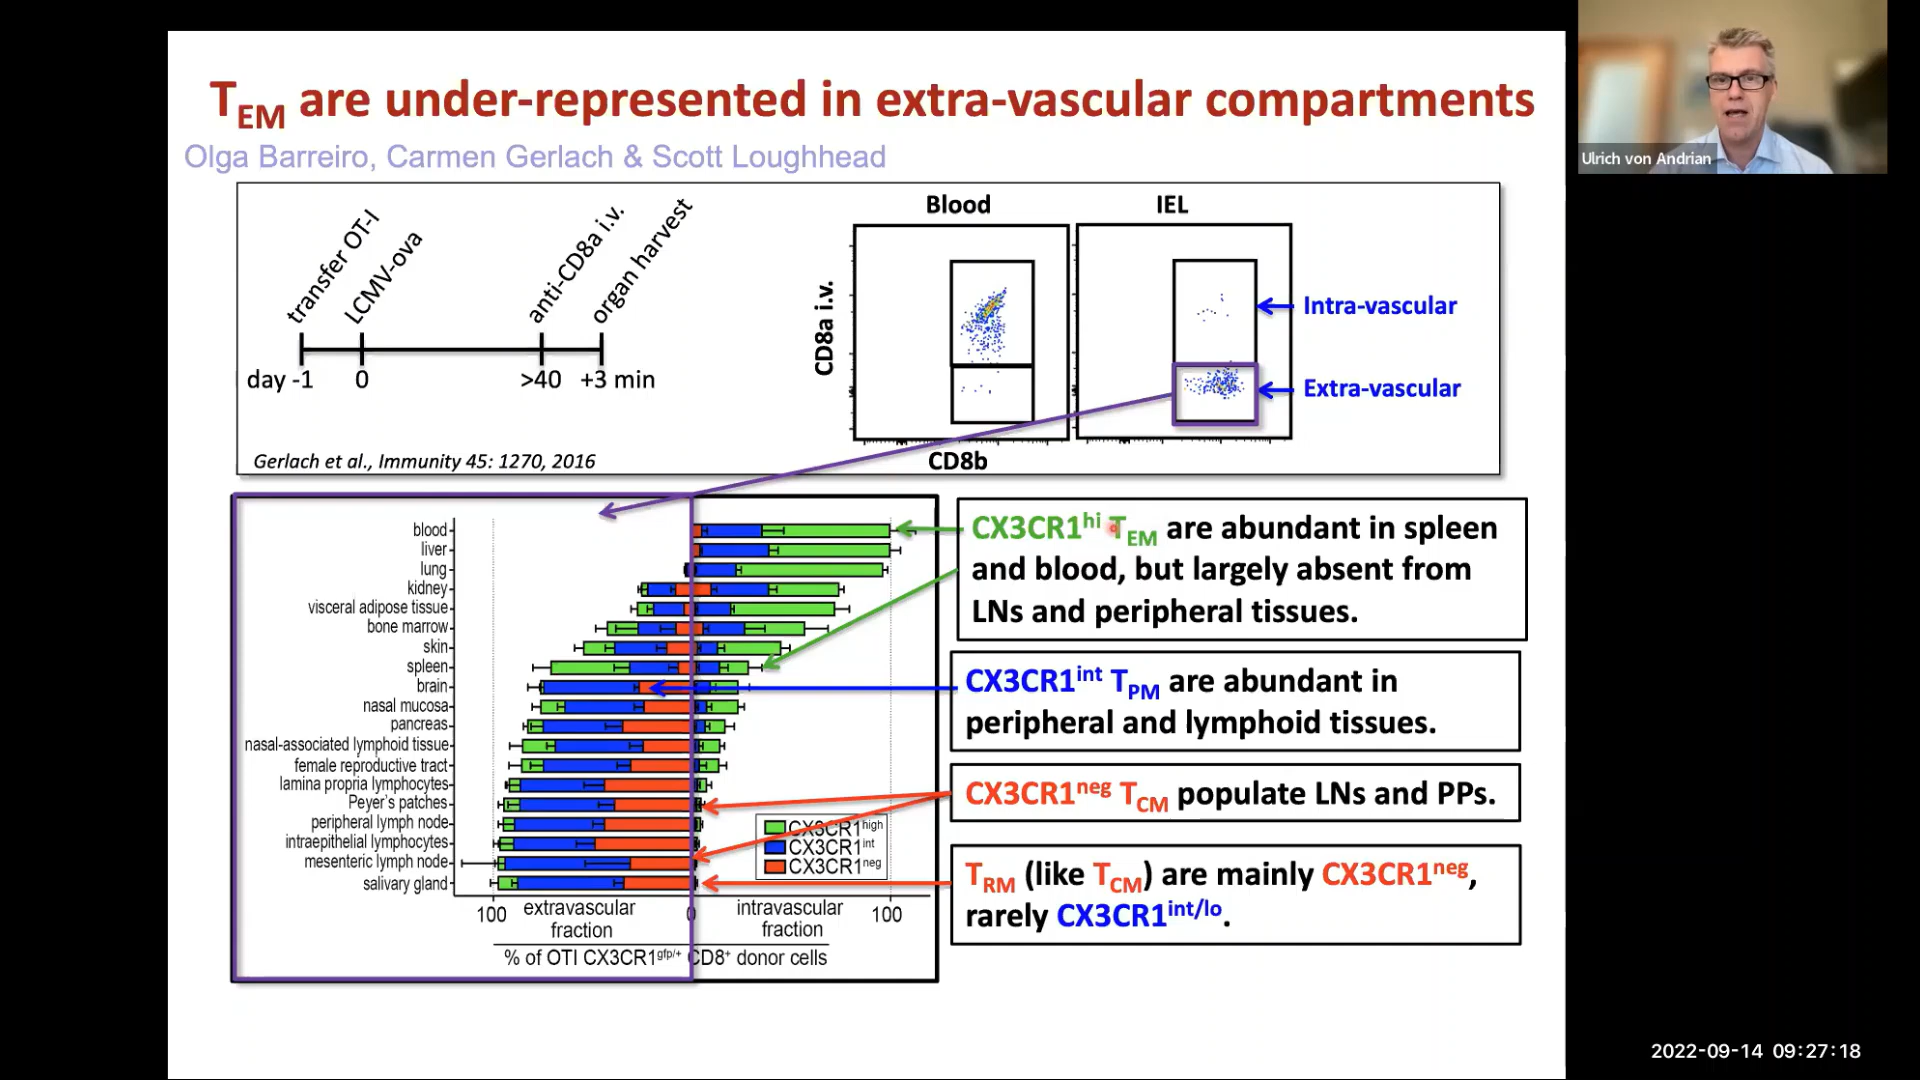 TEM are under-represented in extra-vascular compartments
Olga Barreiro, Carmen Gerlach & Scott Loughhead
Ulrich von Andrian
transfer OT-I
LCMV-ova
anti-CD8a i.v.
organ harvest
day -1 0 >40 +3 min
Gerlach et al., Immunity 45: 1270, 2016
Blood
IEL
CD8a i.v.
CD8b
Intra-vascular
Extra-vascular
blood
liver
lung
kidney
visceral adipose tissue
bone marrow
skin
spleen
brain
nasal mucosa
pancreas
nasal-associated lymphoid tissue
female reproductive tract
lamina propria lymphocytes
Peyer's patches
peripheral lymph node
intraepithelial lymphocytes
mesenteric lymph node
salivary gland
CX3CR1high
CX3CR1int
CX3CR1neg
100 0 100
extravascular
fraction
intravascular
fraction
% of OTI CX3CR1gfp/+ CD8+ donor cells
CX3CR1hi TEM are abundant in spleen
and blood, but largely absent from
LNs and peripheral tissues.
CX3CR1int TPM are abundant in
peripheral and lymphoid tissues.
CX3CR1neg TCM populate LNs and PPs.
TRM (like TCM) are mainly CX3CR1neg,
rarely CX3CR1int/lo.
2022-09-14 09:27:18